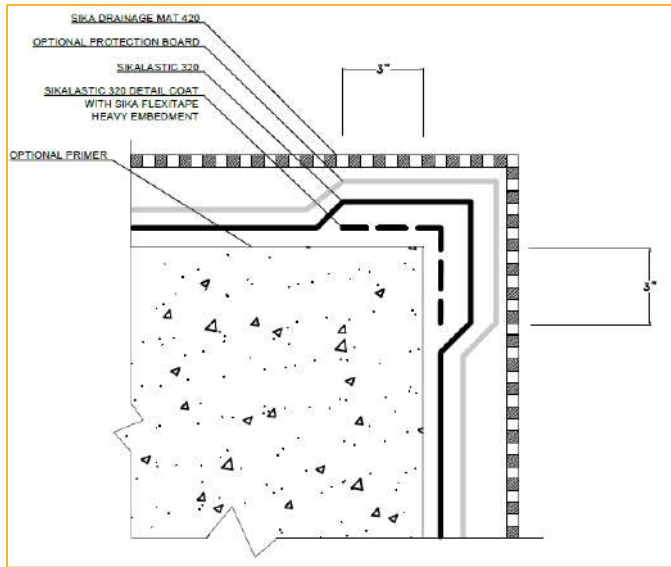 SIKA DRAINAGE MAT 420
OPTIONAL PROTECTION BOARD
SIKALASTIC 320
SIKALASTIC 320 DETAIL COAT
WITH SIKA FLEXITAPE
HEAVY EMBEDMENT
OPTIONAL PRIMER
3"
3"